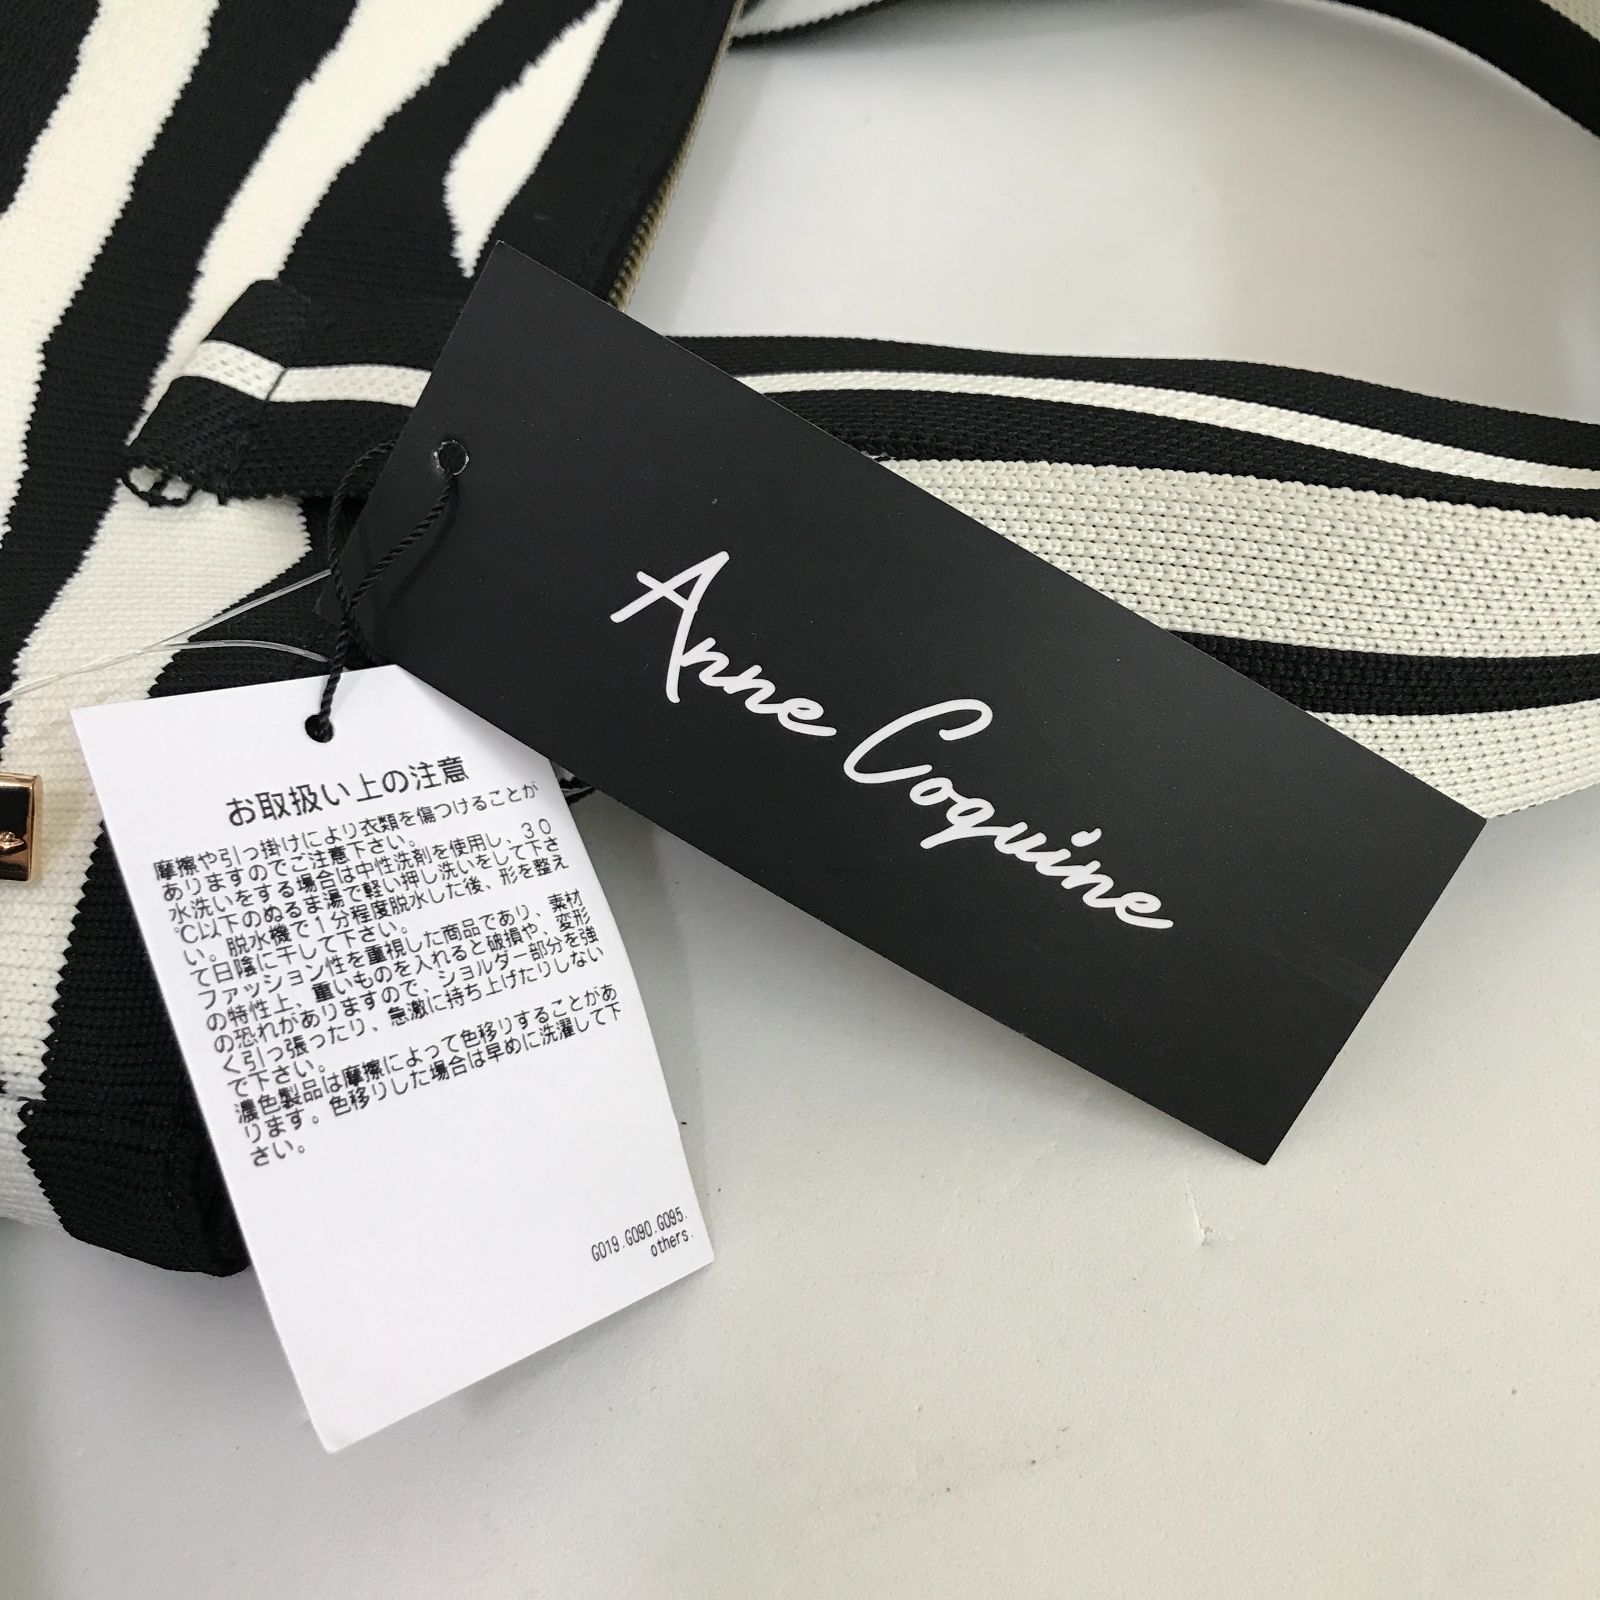 Anne Coquine
お取扱い上の注意
摩擦や引っ掛けにより衣類を傷つけることが
ありますのでご注意下さい。
水洗いをする場合は中性洗剤を使用し、30
℃以下のぬるま湯で軽い押し洗いをして下さ
い。脱水機で1分程度脱水した後、形を整え
て日陰に干して下さい。
ファッション性を重視した商品であり、素材
の特性上、重いものを入れると破損や、変形
の恐れがありますので、ショルダー部分を強
く引っ張ったり、急激に持ち上げたりしない
で下さい。
濃色製品は摩擦によって色移りすることがあ
ります。色移りした場合は早めに洗濯して下
さい。
G019.G090.G095.
others.